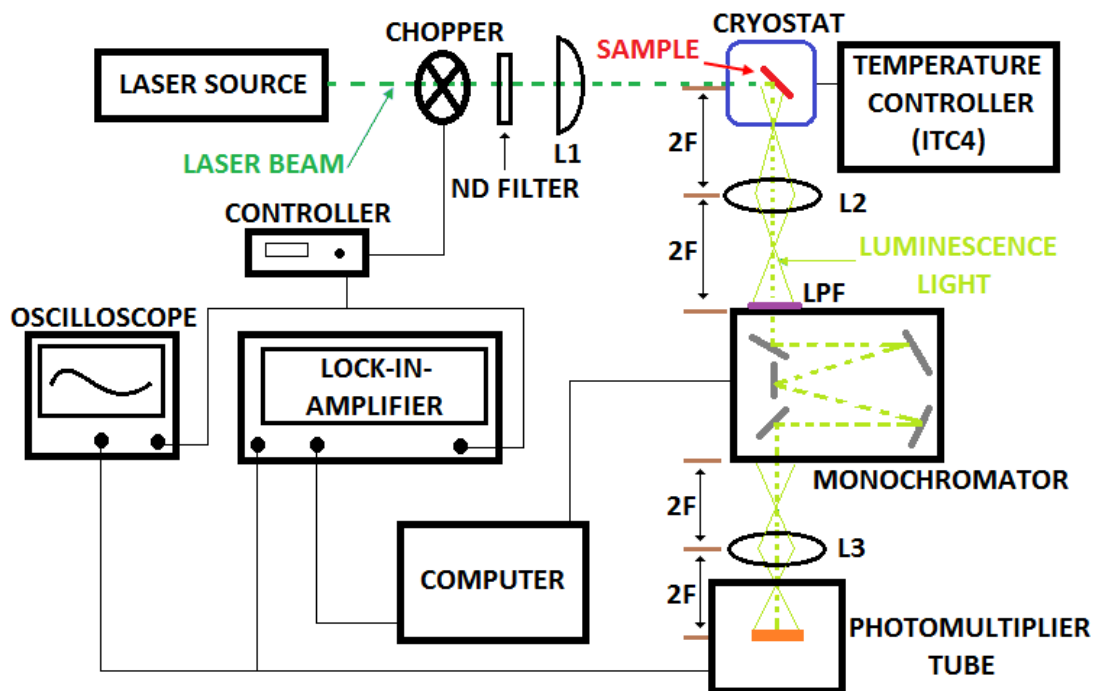 CHOPPER
CRYOSTAT
SAMPLE
LASER SOURCE
TEMPERATURE
CONTROLLER
(ITC4)
L1
2F
LASER BEAM
ND FILTER
L2
CONTROLLER
2F
LUMINESCENCE
LIGHT
LPF
OSCILLOSCOPE
LOCK-IN-
AMPLIFIER
MONOCHROMATOR
2F
L3
COMPUTER
2F
PHOTOMULTIPLIER
TUBE